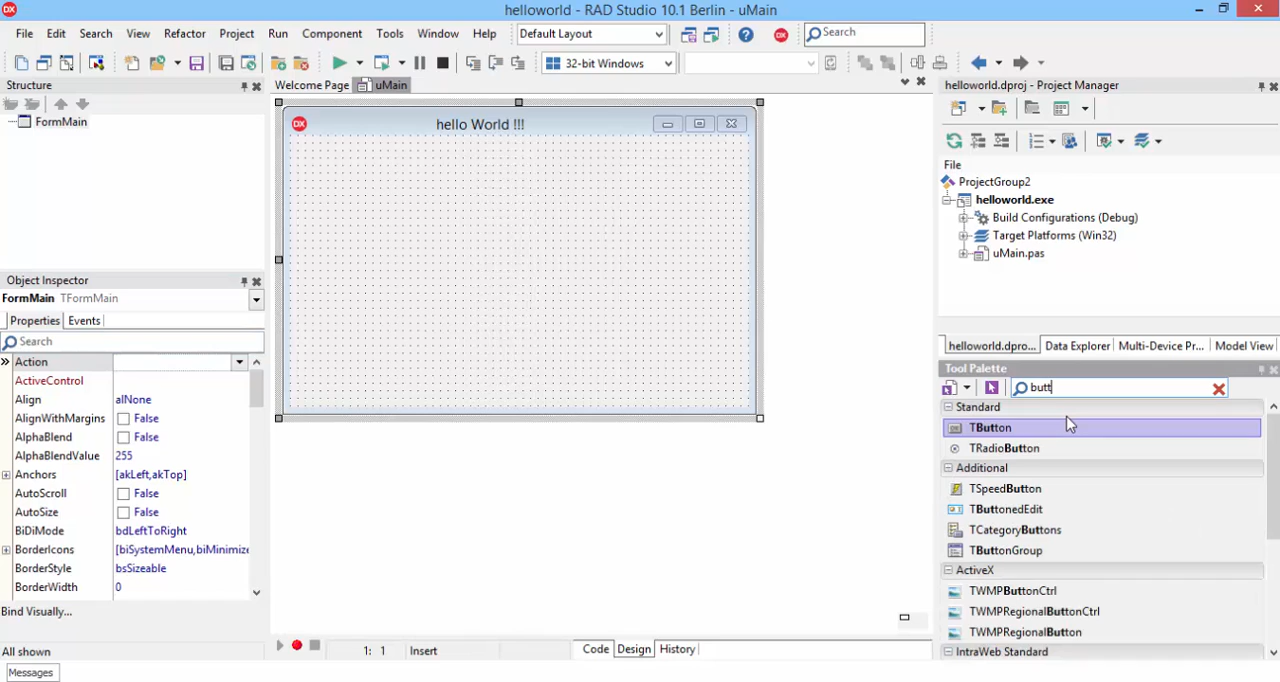 DX helloworld - RAD Studio 10.1 Berlin - uMain
File Edit Search View Refactor Project Run Component Tools Window Help Default Layout DX Search
32-bit Windows
Structure
FormMain
Welcome Page uMain
DX hello World !!!
Object Inspector
FormMain TFormMain
Properties Events
Search
Action
ActiveControl
Align alNone
AlignWithMargins False
AlphaBlend False
AlphaBlendValue 255
Anchors [akLeft,akTop]
AutoScroll False
AutoSize False
BiDiMode bdLeftToRight
BorderIcons [biSystemMenu,biMinimize
BorderStyle bsSizeable
BorderWidth 0
Bind Visually...
All shown
1: 1 Insert Code Design History
Messages
helloworld.dproj - Project Manager
File
ProjectGroup2
helloworld.exe
Build Configurations (Debug)
Target Platforms (Win32)
uMain.pas
helloworld.dpro... Data Explorer Multi-Device Pr... Model View
Tool Palette
butt
Standard
TButton
TRadioButton
Additional
TSpeedButton
TButtonedEdit
TCategoryButtons
TButtonGroup
ActiveX
TWMPButtonCtrl
TWMPRegionalButtonCtrl
TWMPRegionalButton
IntraWeb Standard